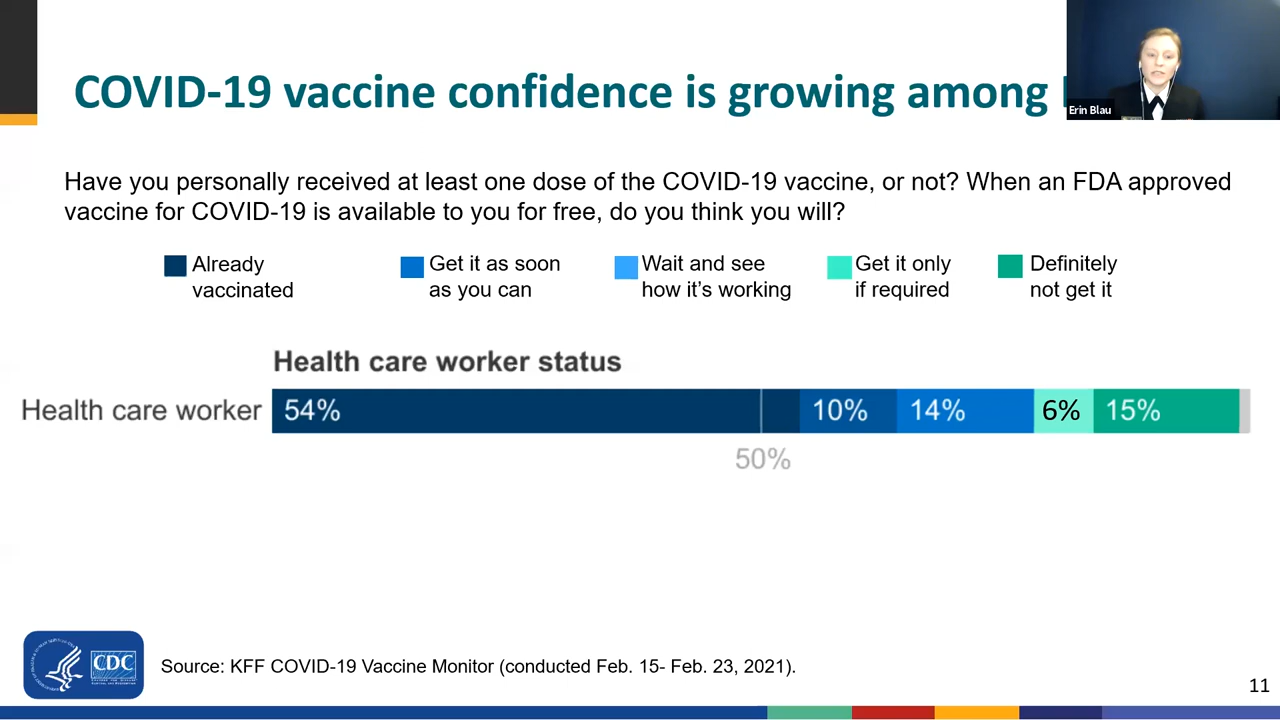 COVID-19 vaccine confidence is growing among
Erin Blau
Have you personally received at least one dose of the COVID-19 vaccine, or not? When an FDA approved
vaccine for COVID-19 is available to you for free, do you think you will?
Already
vaccinated
Get it as soon
as you can
Wait and see
how it’s working
Get it only
if required
Definitely
not get it
Health care worker status
Health care worker 54% 10% 14% 6% 15%
50%
CDC
Source: KFF COVID-19 Vaccine Monitor (conducted Feb. 15- Feb. 23, 2021).
11